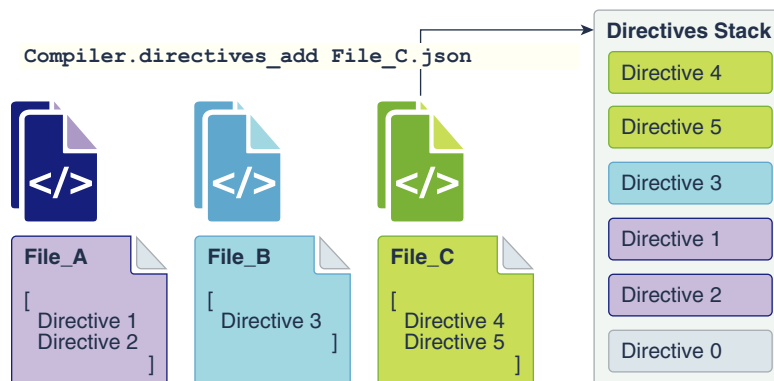 Compiler.directives_add File_C.json
</>
</>
</>
File_A
[
Directive 1
Directive 2
]
File_B
[
Directive 3
]
File_C
[
Directive 4
Directive 5
]
Directives Stack
Directive 4
Directive 5
Directive 3
Directive 1
Directive 2
Directive 0